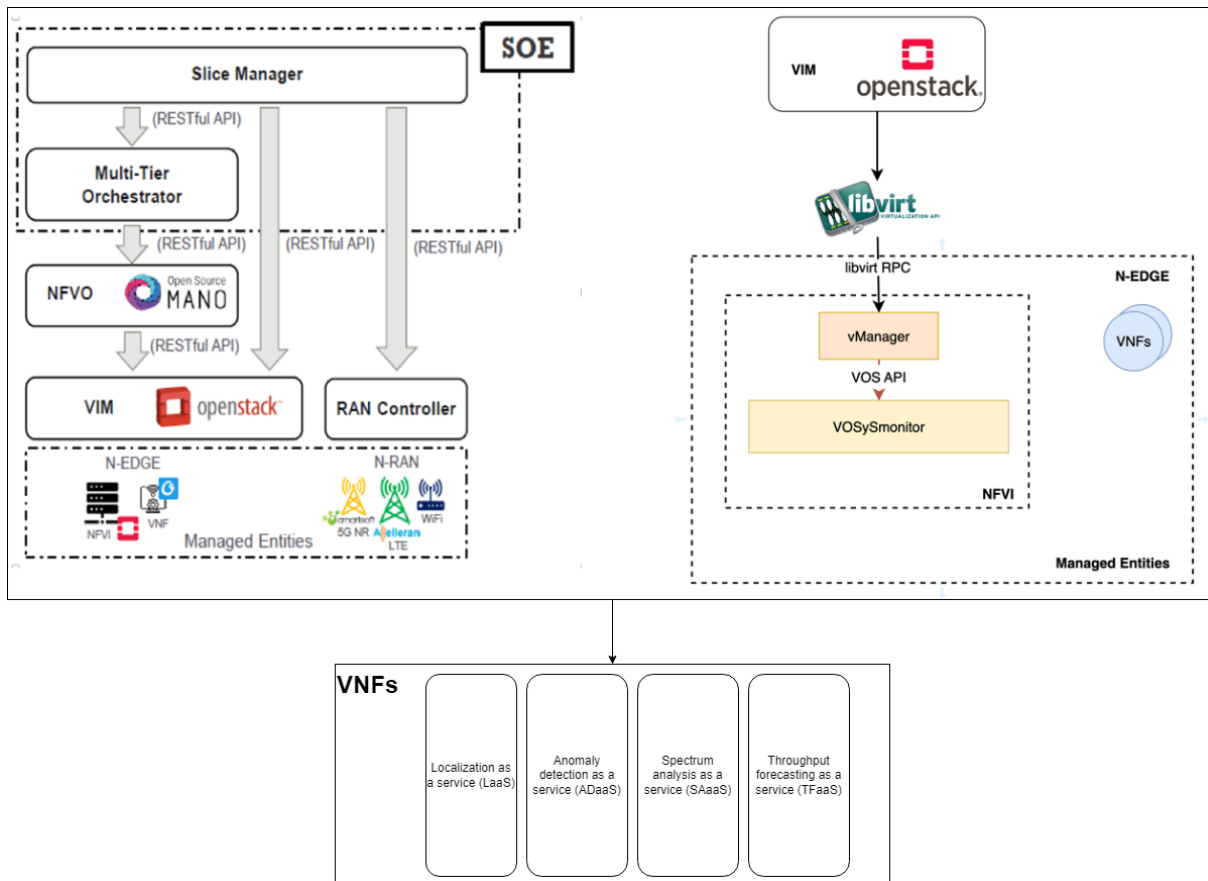 SOE
Slice Manager
(RESTful API)
Multi-Tier
Orchestrator
(RESTful API)
(RESTful API)
(RESTful API)
NFVO
Open Source
MANO
(RESTful API)
VIM
openstack™
RAN Controller
N-EDGE
N-RAN
NFVI
VNF
amarisoft
5G NR
Accelleran
LTE
WiFi
Managed Entities
VIM
openstack.
libvirt
VIRTUALIZATION API
libvirt RPC
N-EDGE
vManager
VNFs
VOS API
VOSySmonitor
NFVI
Managed Entities
VNFs
Localization as
a service (LaaS)
Anomaly
detection as a
service (ADaaS)
Spectrum
analysis as a
service (SAaaS)
Throughput
forecasting as a
service (TFaaS)